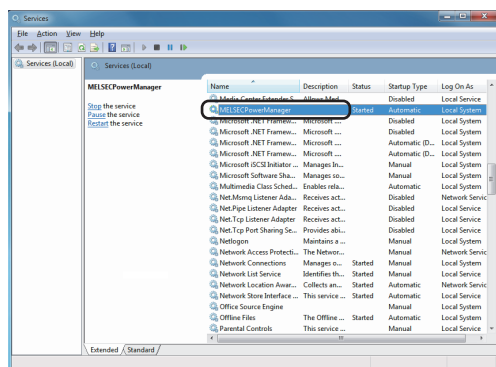 Services
File Action View Help
Services (Local)
Services (Local)
MELSECPowerManager
Stop the service
Pause the service
Restart the service
Name Description Status Startup Type Log On As
Media Center Extender S... Allows Med... Disabled Local Service
MELSECPowerManager Started Automatic Local System
Microsoft .NET Framew... Microsoft .... Disabled Local System
Microsoft .NET Framew... Microsoft .... Disabled Local System
Microsoft .NET Framew... Microsoft .... Automatic (D... Local System
Microsoft .NET Framew... Microsoft .... Automatic (D... Local System
Microsoft iSCSI Initiator ... Manages In... Manual Local System
Microsoft Software Sha... Manages so... Manual Local System
Multimedia Class Sched... Enables rela... Automatic Local System
Net.Msmq Listener Ada... Receives act... Disabled Network Servic
Net.Pipe Listener Adapter Receives act... Disabled Local Service
Net.Tcp Listener Adapter Receives act... Disabled Local Service
Net.Tcp Port Sharing Se... Provides abi... Disabled Local Service
Netlogon Maintains a ... Manual Local System
Network Access Protecti... The Networ... Manual Network Servic
Network Connections Manages o... Started Manual Local System
Network List Service Identifies th... Started Manual Local Service
Network Location Awar... Collects an... Started Automatic Network Servic
Network Store Interface ... This service ... Started Automatic Local Service
Office Source Engine Manual Local System
Offline Files The Offline ... Started Automatic Local System
Parental Controls This service ... Manual Local Service
Extended Standard